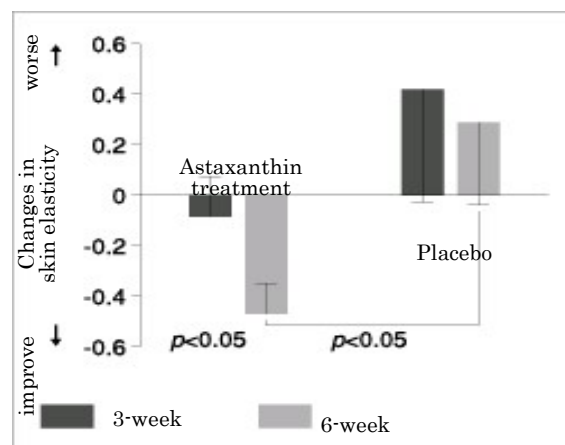 worse
Changes in
skin elasticity
improve
0.6
0.4
0.2
0
-0.2
-0.4
-0.6
Astaxanthin
treatment
Placebo
p<0.05
p<0.05
3-week
6-week